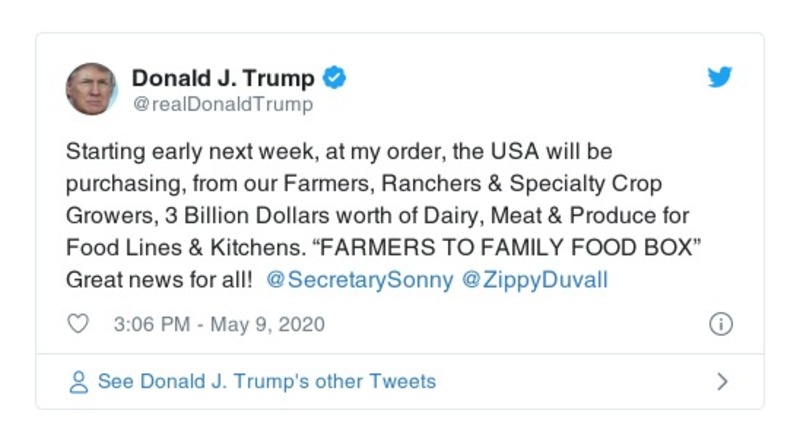 Donald J. Trump
@realDonaldTrump
Starting early next week, at my order, the USA will be
purchasing, from our Farmers, Ranchers & Specialty Crop
Growers, 3 Billion Dollars worth of Dairy, Meat & Produce for
Food Lines & Kitchens. “FARMERS TO FAMILY FOOD BOX”
Great news for all! @SecretarySonny @ZippyDuvall
3:06 PM - May 9, 2020
See Donald J. Trump's other Tweets